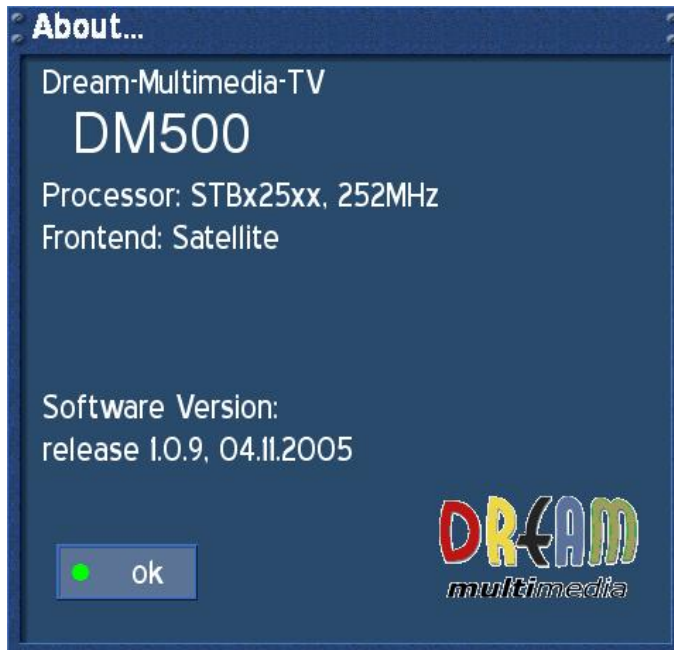 About...
Dream-Multimedia-TV
DM500
Processor: STBx25xx, 252MHz
Frontend: Satellite
Software Version:
release 1.0.9, 04.11.2005
ok
DREAM
multimedia